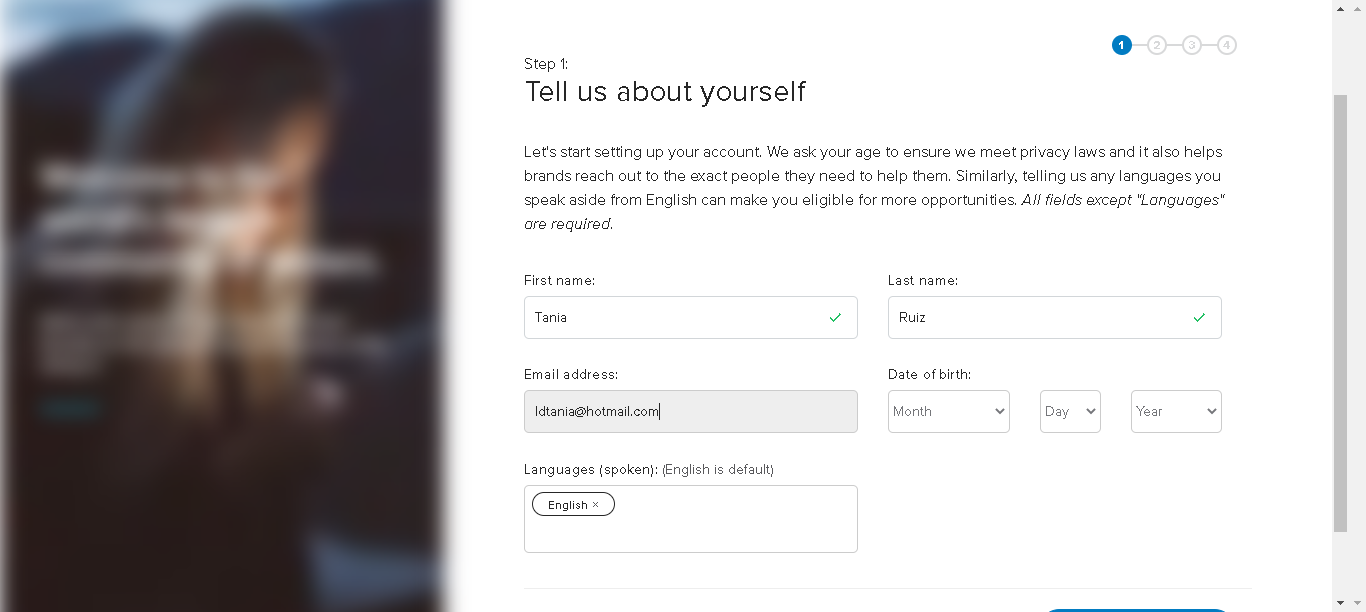 1 2 3 4
Step 1:
Tell us about yourself
Let's start setting up your account. We ask your age to ensure we meet privacy laws and it also helps
brands reach out to the exact people they need to help them. Similarly, telling us any languages you
speak aside from English can make you eligible for more opportunities. All fields except "Languages"
are required.
First name: Last name:
Tania Ruiz
Email address: Date of birth:
ldtania@hotmail.com Month Day Year
Languages (spoken): (English is default)
English ×